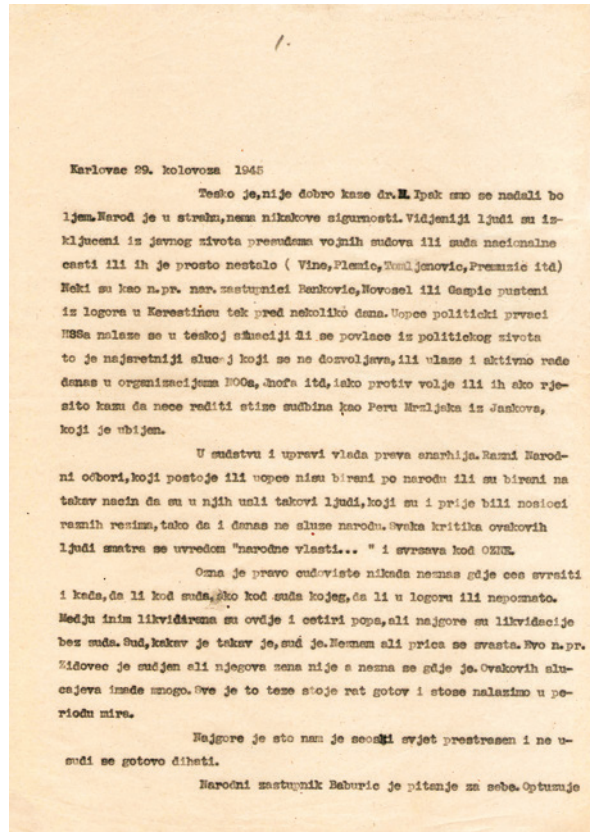 1.
Karlovac 29. kolovoza 1945
Tesko je,nije dobro kaze dr.M. Ipak smo se nadali bo
ljem.Narod je u strahu,nema nikakove sigurnosti.Vidjeniji ljudi su iz-
kljuceni iz javnog zivota presudama vojnih sudova ili suda nacionalne
casti ili ih je prosto nestalo ( Vine,Plemic,Tomljenovic,Premuzic itd)
Neki su kao n.pr. nar. zastupnici Benkovic,Novosel ili Gaspic pusteni
iz logora u Kerestincu tek pred nekoliko dana. Uopce politicki prvaci
HSSa nalaze se u teskoj situaciji ili se povlace iz politickog zivota
to je najsretniji slucaj koji se ne dozvoljava,ili ulaze i aktivno rade
danas u organizacijama NOOa, Jnofa itd,iako protiv volje ili ih ako rje-
sito kazu da nece raditi stize sudbina kao Peru Mrzljaka iz Jaskova,
koji je ubijen.
U sudstvu i upravi vlada prava anarhija.Razni Narod-
ni odbori,koji postoje ili uopce nisu birani po narodu ili su birani na
takav nacin da su u njih usli takovi ljudi,koji su i prije bili nosioci
raznih rezima,tako da i danas ne sluze narodu.Svaka kritika ovakovih
ljudi smatra se uvredom "narodne vlasti... " i svrsava kod OZNE.
Ozna je pravo cudoviste nikada neznas gdje ces svrsiti
i kada,da li kod suda,ako kod suda kojeg,da li u logoru ili nepoznato.
Medju inim likvidirana su ovdje i cetiri popa,ali najgore su likvidacije
bez suda.Sud,kakav je takav je,sud je.Neznam ali prica se svasta.Evo n.pr.
Zidovec je sudjen ali njegova zena nije a nezna se gdje je.Ovakovih slu-
cajeva imade mnogo.Sve je to teze stoje rat gotov i stose nalazimo u pe-
riodu mira.
Najgore je sto nam je seoski svjet prestrasen i ne u-
sudi se gotovo dihati.
Narodni zastupnik Baburic je pitanje za sebe.Optuzuje